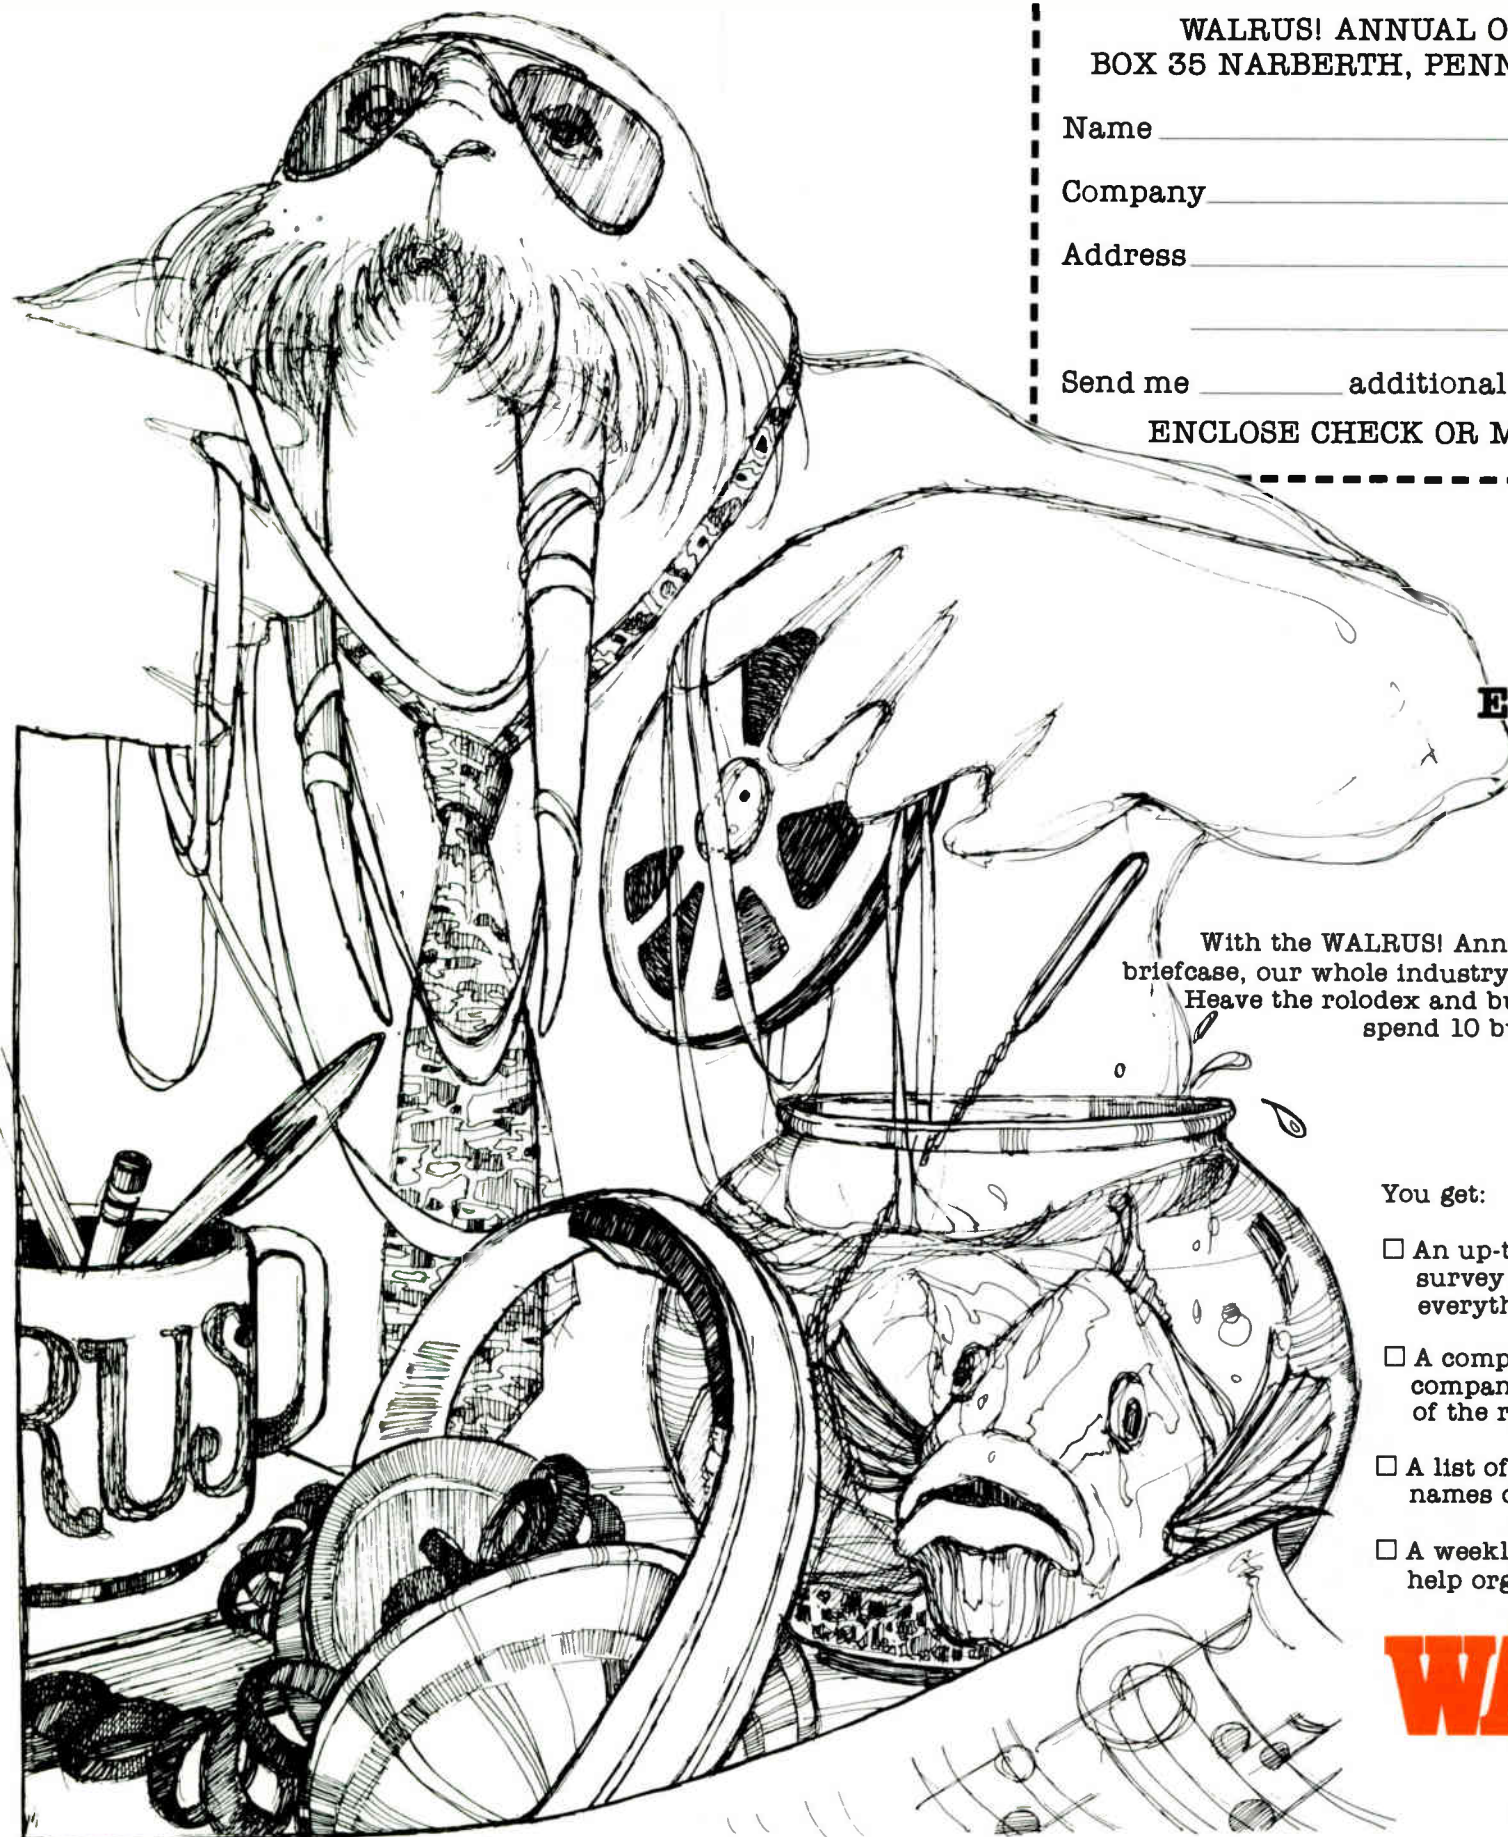 WALRUS! ANNUAL O
BOX 35 NARBERTH, PENN
Name
Company
Address
Send me additional
ENCLOSE CHECK OR M
E
With the WALRUS! Ann
briefcase, our whole industry
Heave the rolodex and bu
spend 10 b
You get:
☐ An up-t
survey
everyth
☐ A comp
compan
of the r
☐ A list of
names o
☐ A weekl
help org
RUS
WA